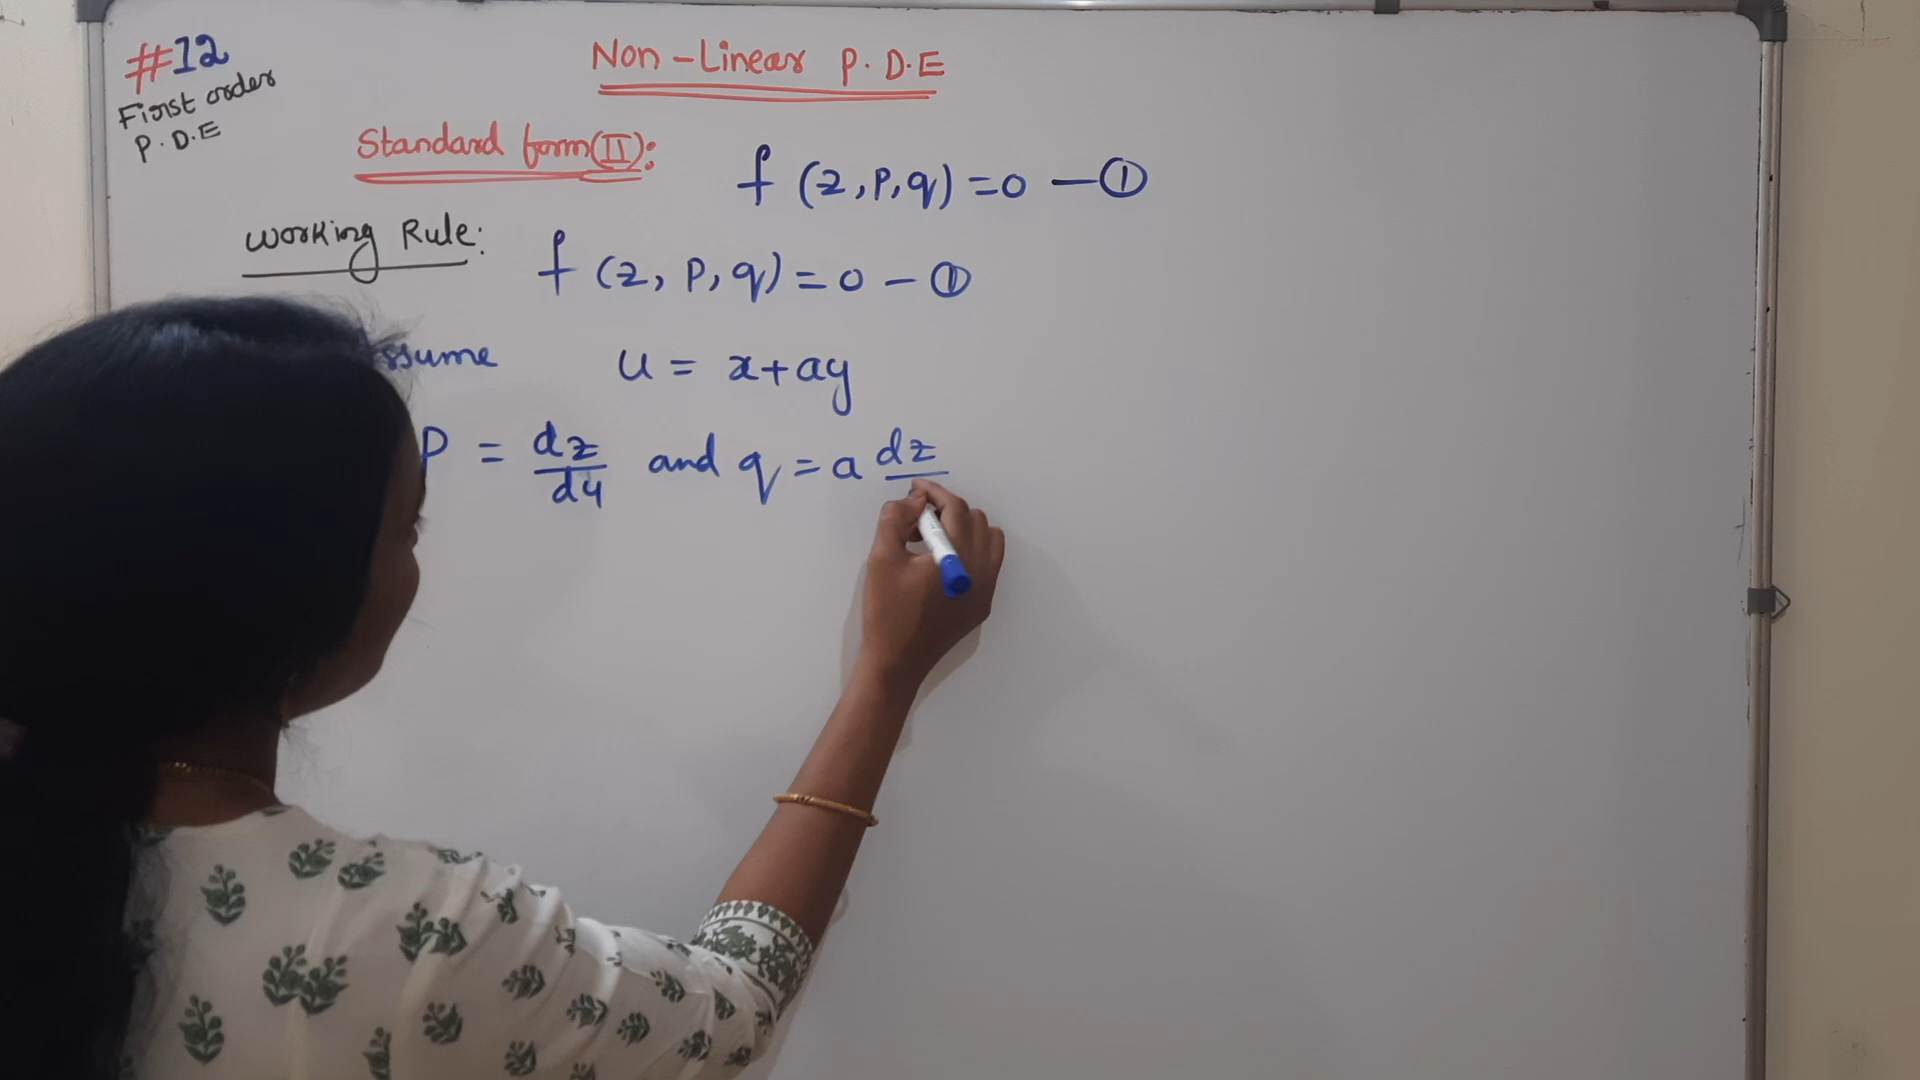 #12
First order
P.D.E
Non-Linear P.D.E
Standard form(II):
f (z,p,q) =0 —①
Working Rule:
f (z, p, q) = 0 — ①
ssume u = x+ay
P = dz/du and q = a dz/